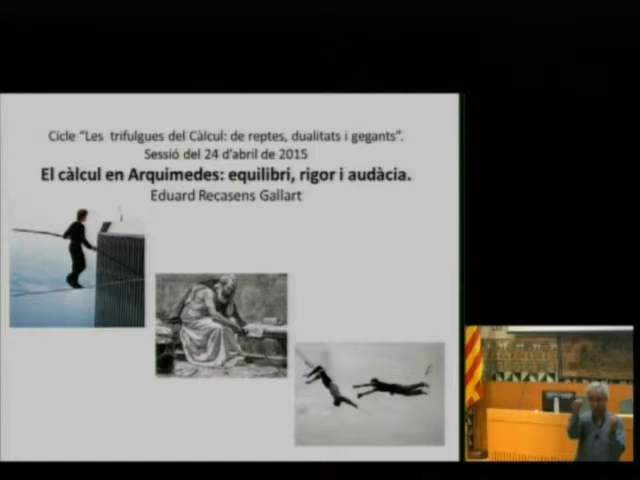 Cicle "Les trifulgues del Càlcul: de reptes, dualitats i gegants".
Sessió del 24 d'abril de 2015
El càlcul en Arquimedes: equilibri, rigor i audàcia.
Eduard Recasens Gallart